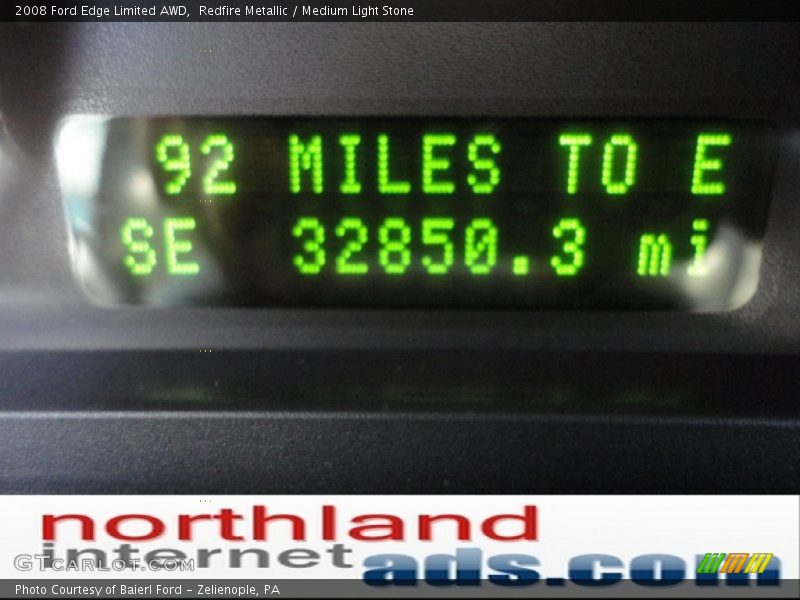 2008 Ford Edge Limited AWD,  Redfire Metallic / Medium Light Stone
92 MILES TO E
SE 32850.3 mi
northland
internet
ads.com
GTCARLOT.COM
Photo Courtesy of Baierl Ford - Zelienople, PA